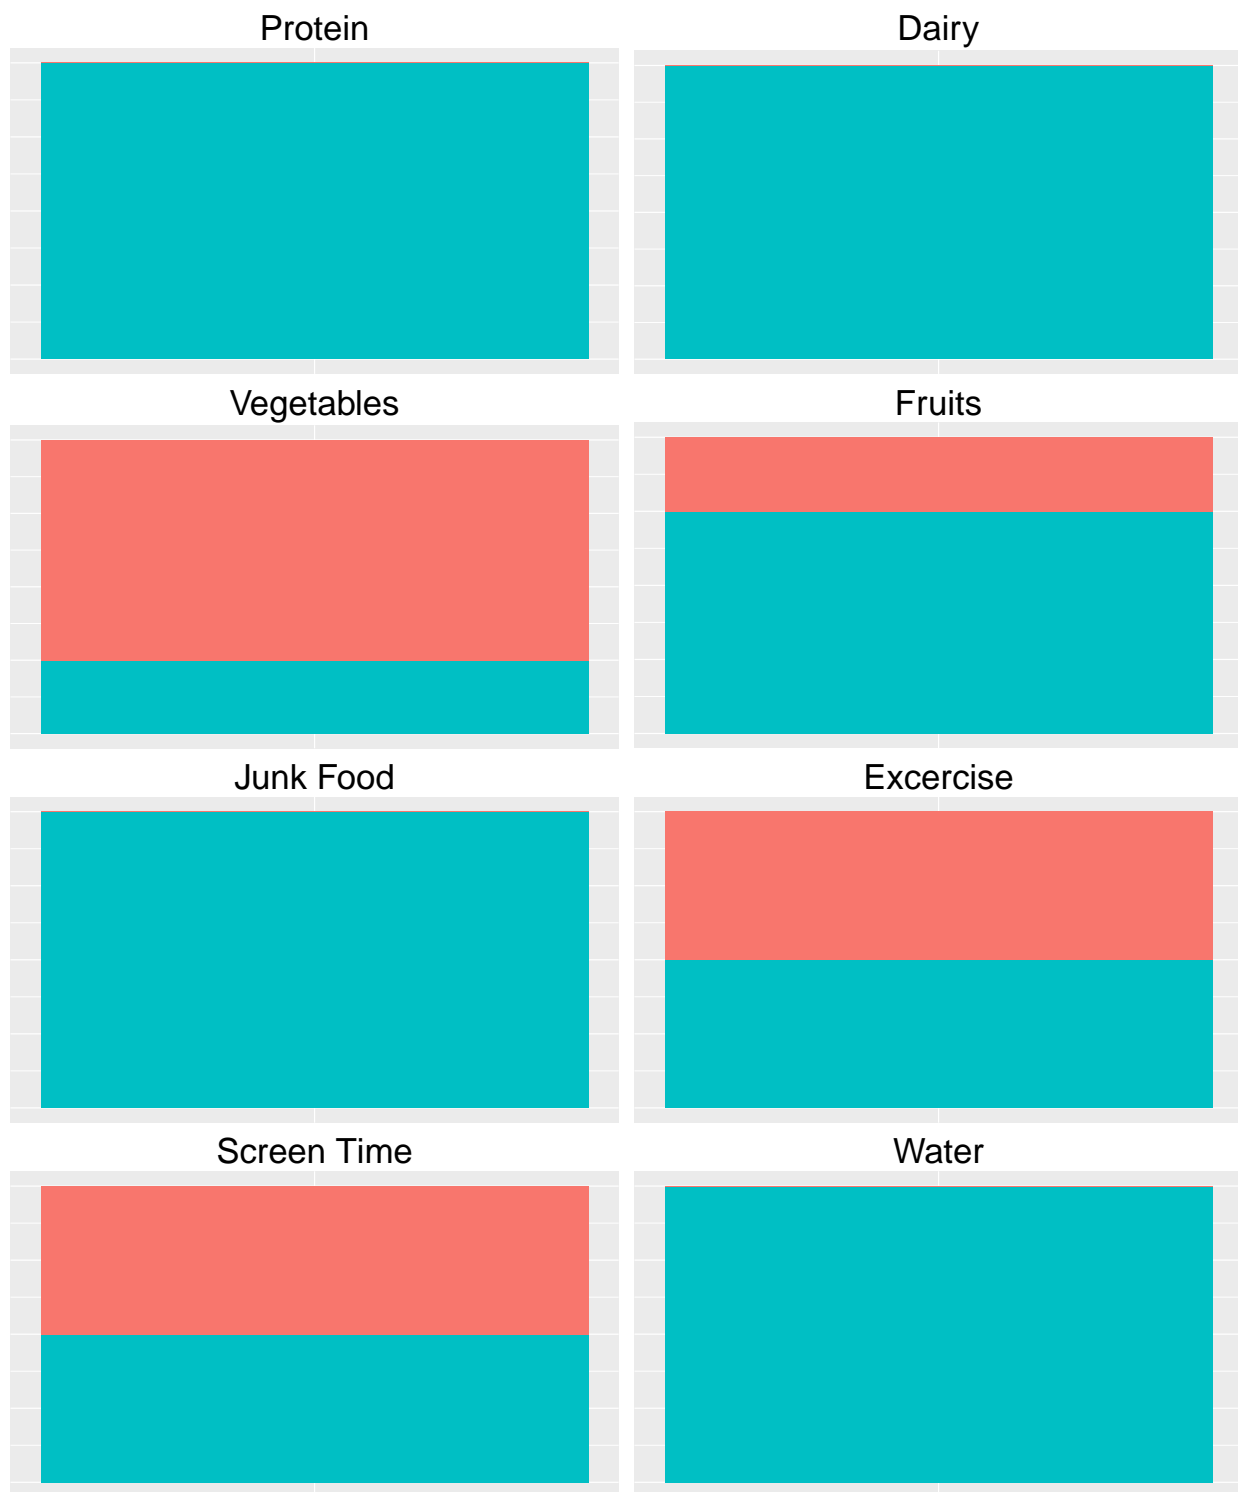 Protein
Dairy
Vegetables
Fruits
Junk Food
Excercise
Screen Time
Water